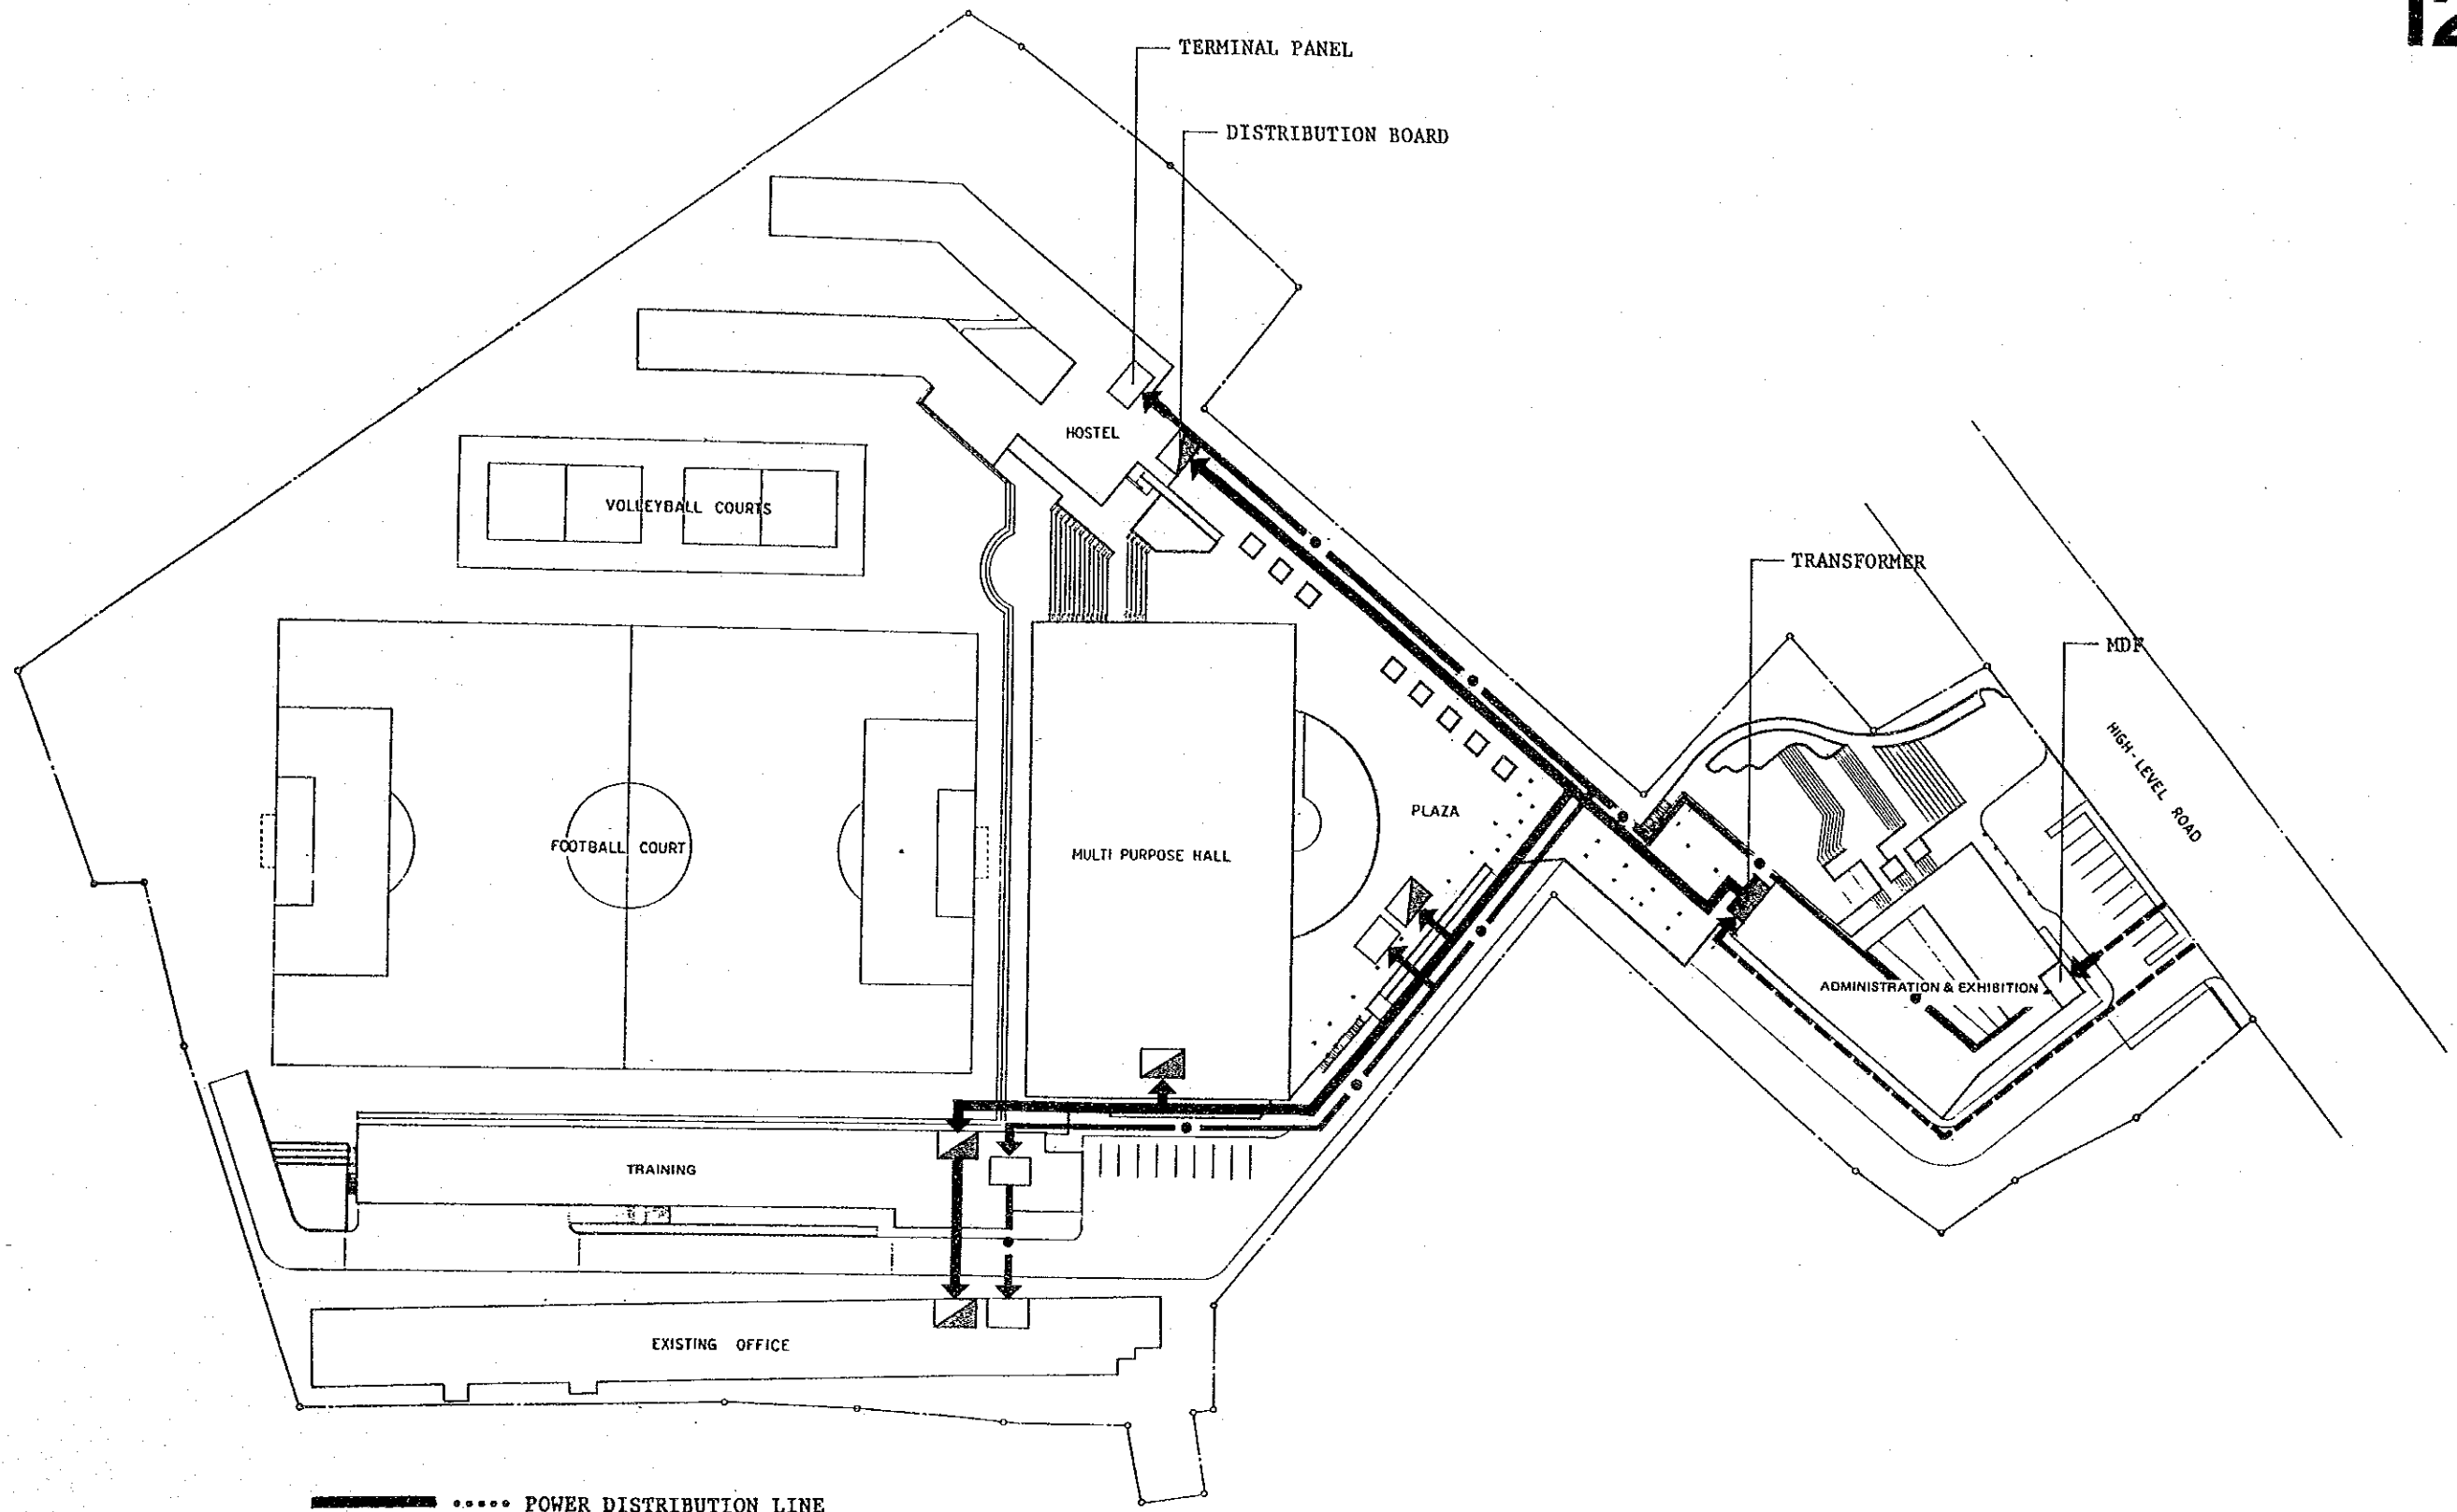 12
TERMINAL PANEL
DISTRIBUTION BOARD
HOSTEL
VOLLEYBALL COURTS
TRANSFORMER
MDF
HIGH-LEVEL ROAD
PLAZA
FOOTBALL COURT
MULTI PURPOSE HALL
ADMINISTRATION & EXHIBITION
TRAINING
EXISTING OFFICE
..... POWER DISTRIBUTION LINE